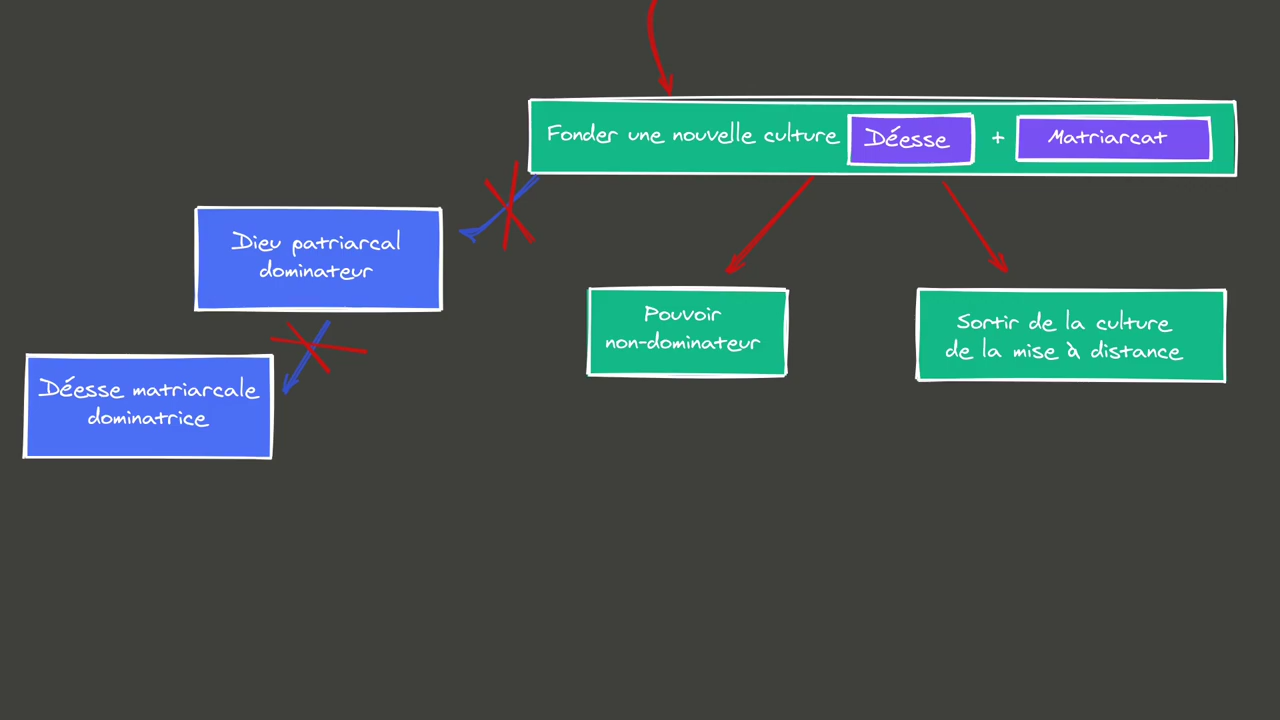 Fonder une nouvelle culture Déesse + Matriarcat
Dieu patriarcal
dominateur
Pouvoir
non-dominateur
Sortir de la culture
de la mise à distance
Déesse matriarcale
dominatrice